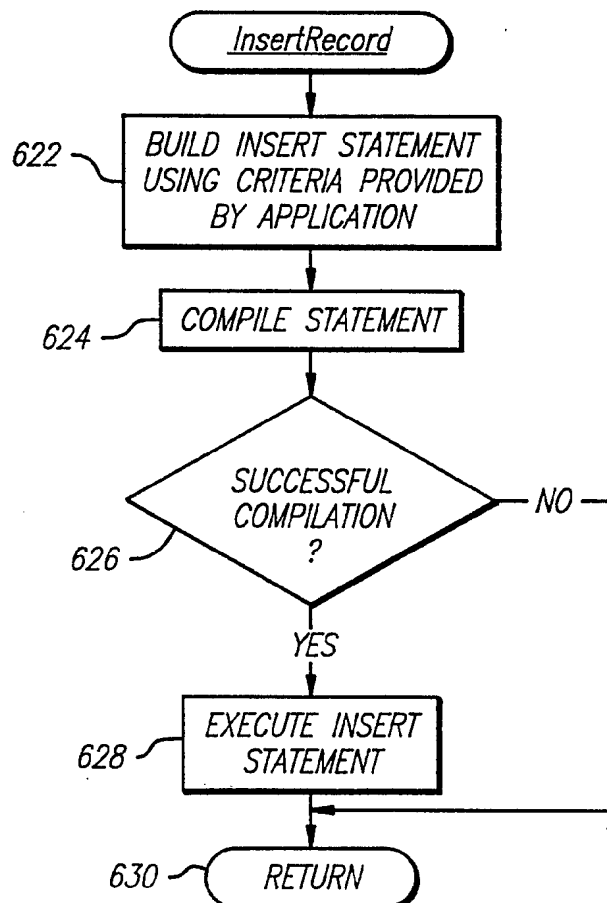 InsertRecord
622
BUILD INSERT STATEMENT
USING CRITERIA PROVIDED
BY APPLICATION
624
COMPILE STATEMENT
626
SUCCESSFUL
COMPILATION
?
NO
YES
628
EXECUTE INSERT
STATEMENT
630
RETURN